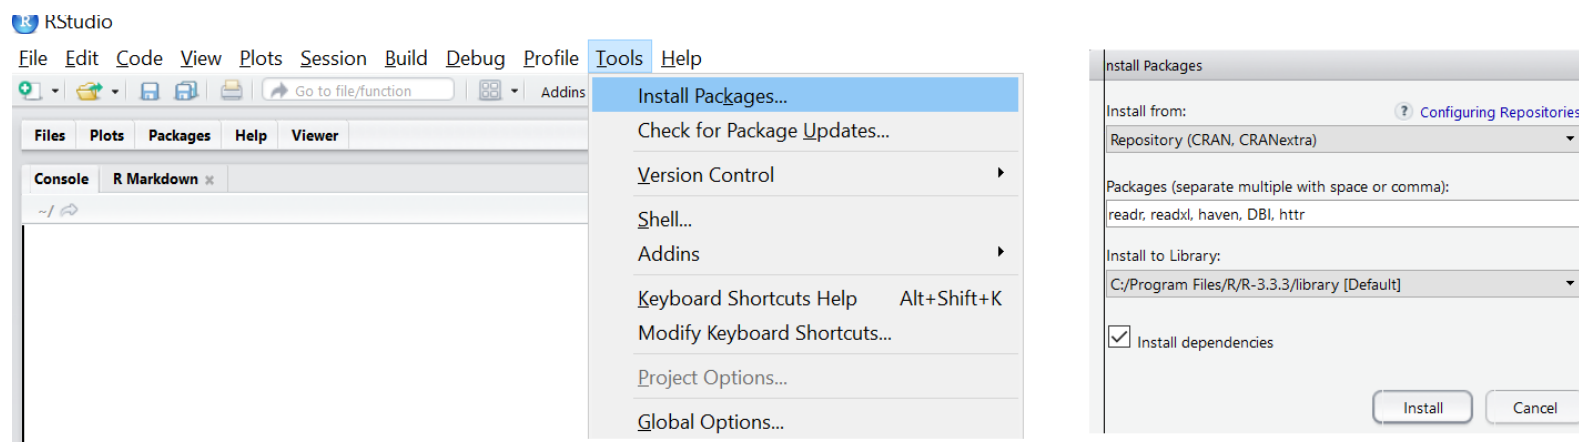 RStudio
File Edit Code View Plots Session Build Debug Profile Tools Help
Go to file/function Addins
Files Plots Packages Help Viewer
Console R Markdown
~/
Install Packages...
Check for Package Updates...
Version Control
Shell...
Addins
Keyboard Shortcuts Help Alt+Shift+K
Modify Keyboard Shortcuts...
Project Options...
Global Options...
nstall Packages
Install from: ? Configuring Repositories
Repository (CRAN, CRANextra)
Packages (separate multiple with space or comma):
readr, readxl, haven, DBI, httr
Install to Library:
C:/Program Files/R/R-3.3.3/library [Default]
Install dependencies
Install Cancel